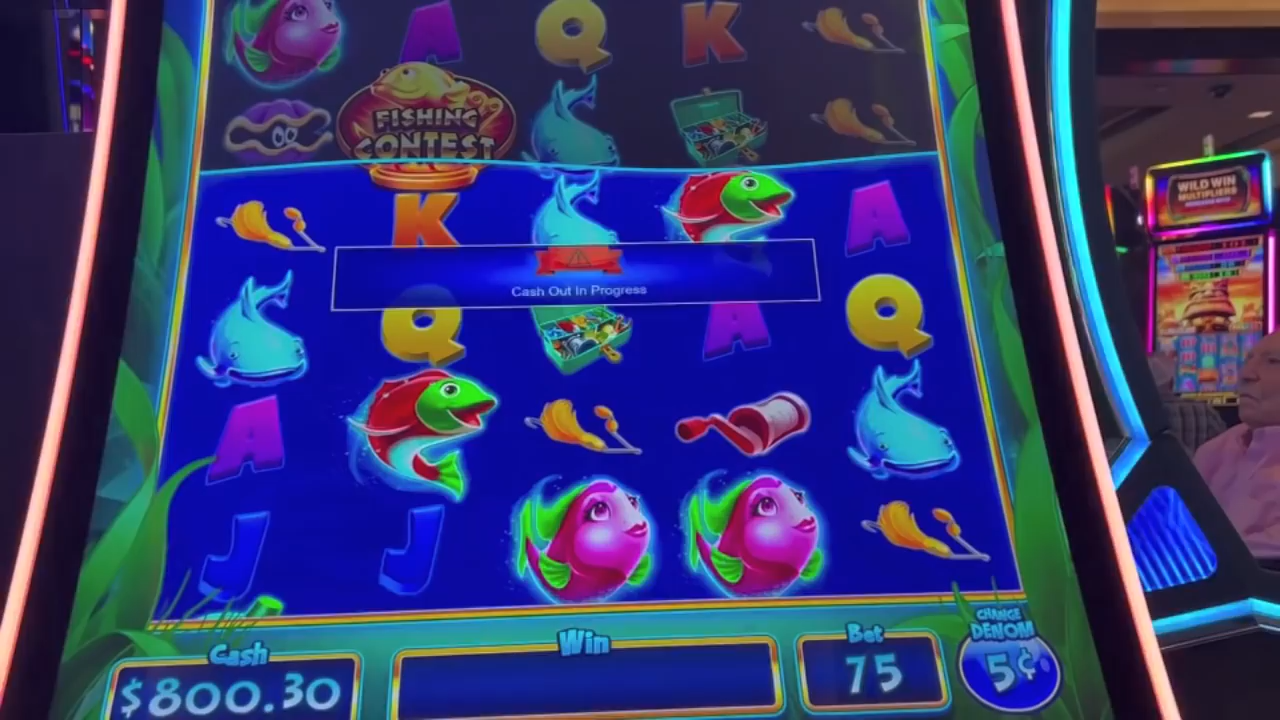 A
Q
K
FISHING
CONTEST
K
A
Cash Out In Progress
Q
A
Q
A
J
J
Cash
Win
Bet
CHANGE
DENOM
$800.30
75
5¢
WILD WIN
MULTIPLIERS